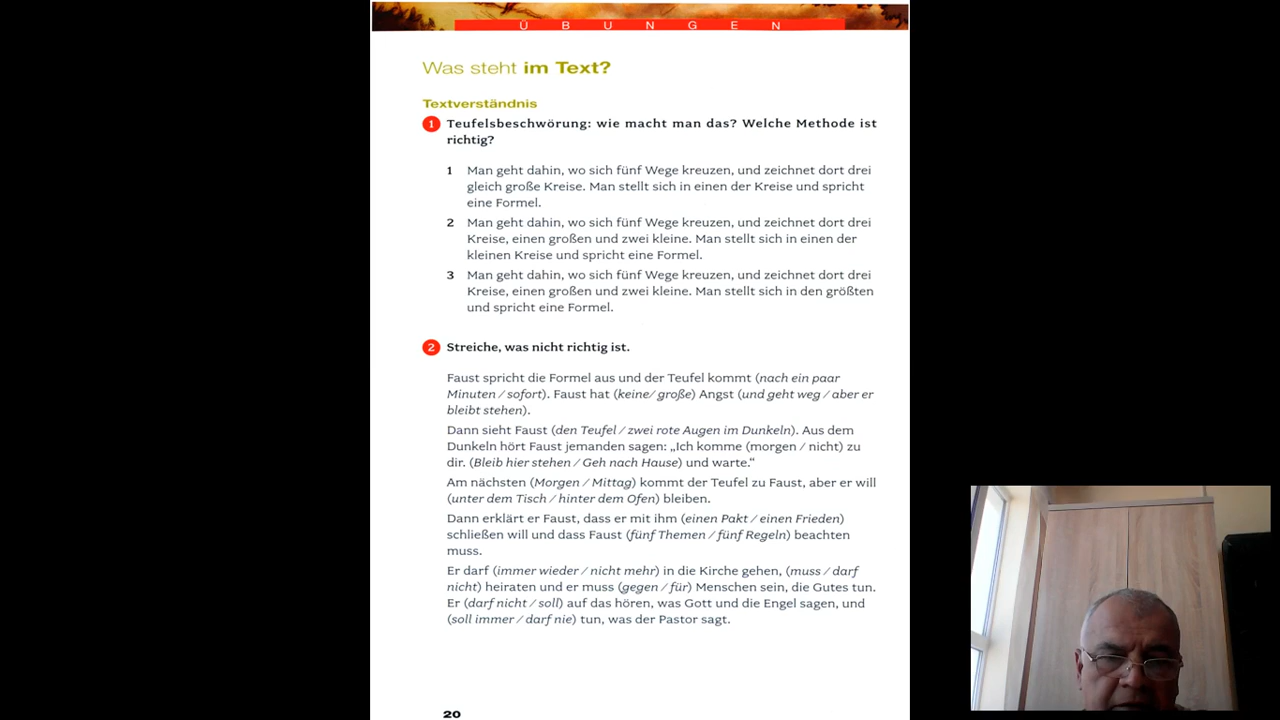 ÜBUNGEN
Was steht im Text?
Textverständnis
1 Teufelsbeschwörung: wie macht man das? Welche Methode ist
richtig?
1 Man geht dahin, wo sich fünf Wege kreuzen, und zeichnet dort drei
gleich große Kreise. Man stellt sich in einen der Kreise und spricht
eine Formel.
2 Man geht dahin, wo sich fünf Wege kreuzen, und zeichnet dort drei
Kreise, einen großen und zwei kleine. Man stellt sich in einen der
kleinen Kreise und spricht eine Formel.
3 Man geht dahin, wo sich fünf Wege kreuzen, und zeichnet dort drei
Kreise, einen großen und zwei kleine. Man stellt sich in den größten
und spricht eine Formel.
2 Streiche, was nicht richtig ist.
Faust spricht die Formel aus und der Teufel kommt (nach ein paar
Minuten / sofort). Faust hat (keine/ große) Angst (und geht weg / aber er
bleibt stehen).
Dann sieht Faust (den Teufel / zwei rote Augen im Dunkeln). Aus dem
Dunkeln hört Faust jemanden sagen: „Ich komme (morgen / nicht) zu
dir. (Bleib hier stehen / Geh nach Hause) und warte.“
Am nächsten (Morgen / Mittag) kommt der Teufel zu Faust, aber er will
(unter dem Tisch / hinter dem Ofen) bleiben.
Dann erklärt er Faust, dass er mit ihm (einen Pakt / einen Frieden)
schließen will und dass Faust (fünf Themen / fünf Regeln) beachten
muss.
Er darf (immer wieder / nicht mehr) in die Kirche gehen, (muss / darf
nicht) heiraten und er muss (gegen / für) Menschen sein, die Gutes tun.
Er (darf nicht / soll) auf das hören, was Gott und die Engel sagen, und
(soll immer / darf nie) tun, was der Pastor sagt.
20